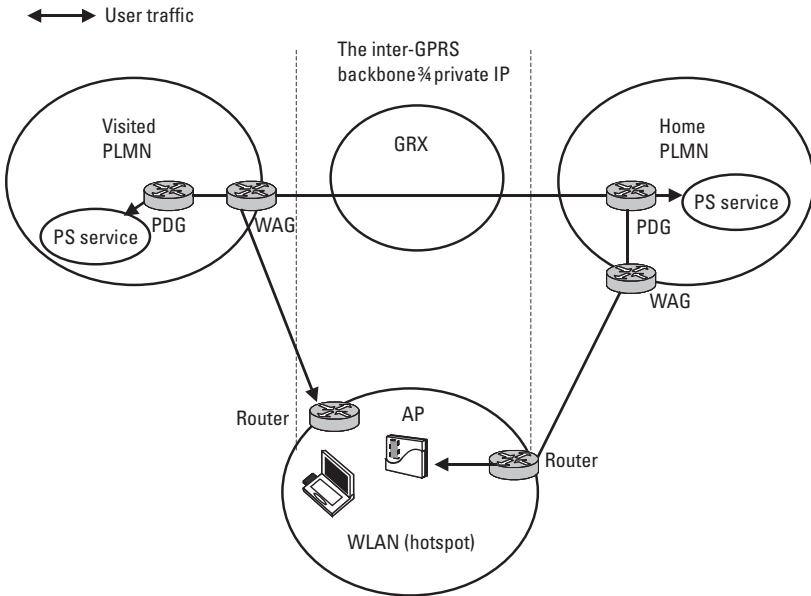 User traffic
The inter-GPRS
backbone¾private IP
Visited
PLMN
GRX
Home
PLMN
PDG
WAG
PS service
PDG
PS service
WAG
Router
AP
Router
WLAN (hotspot)